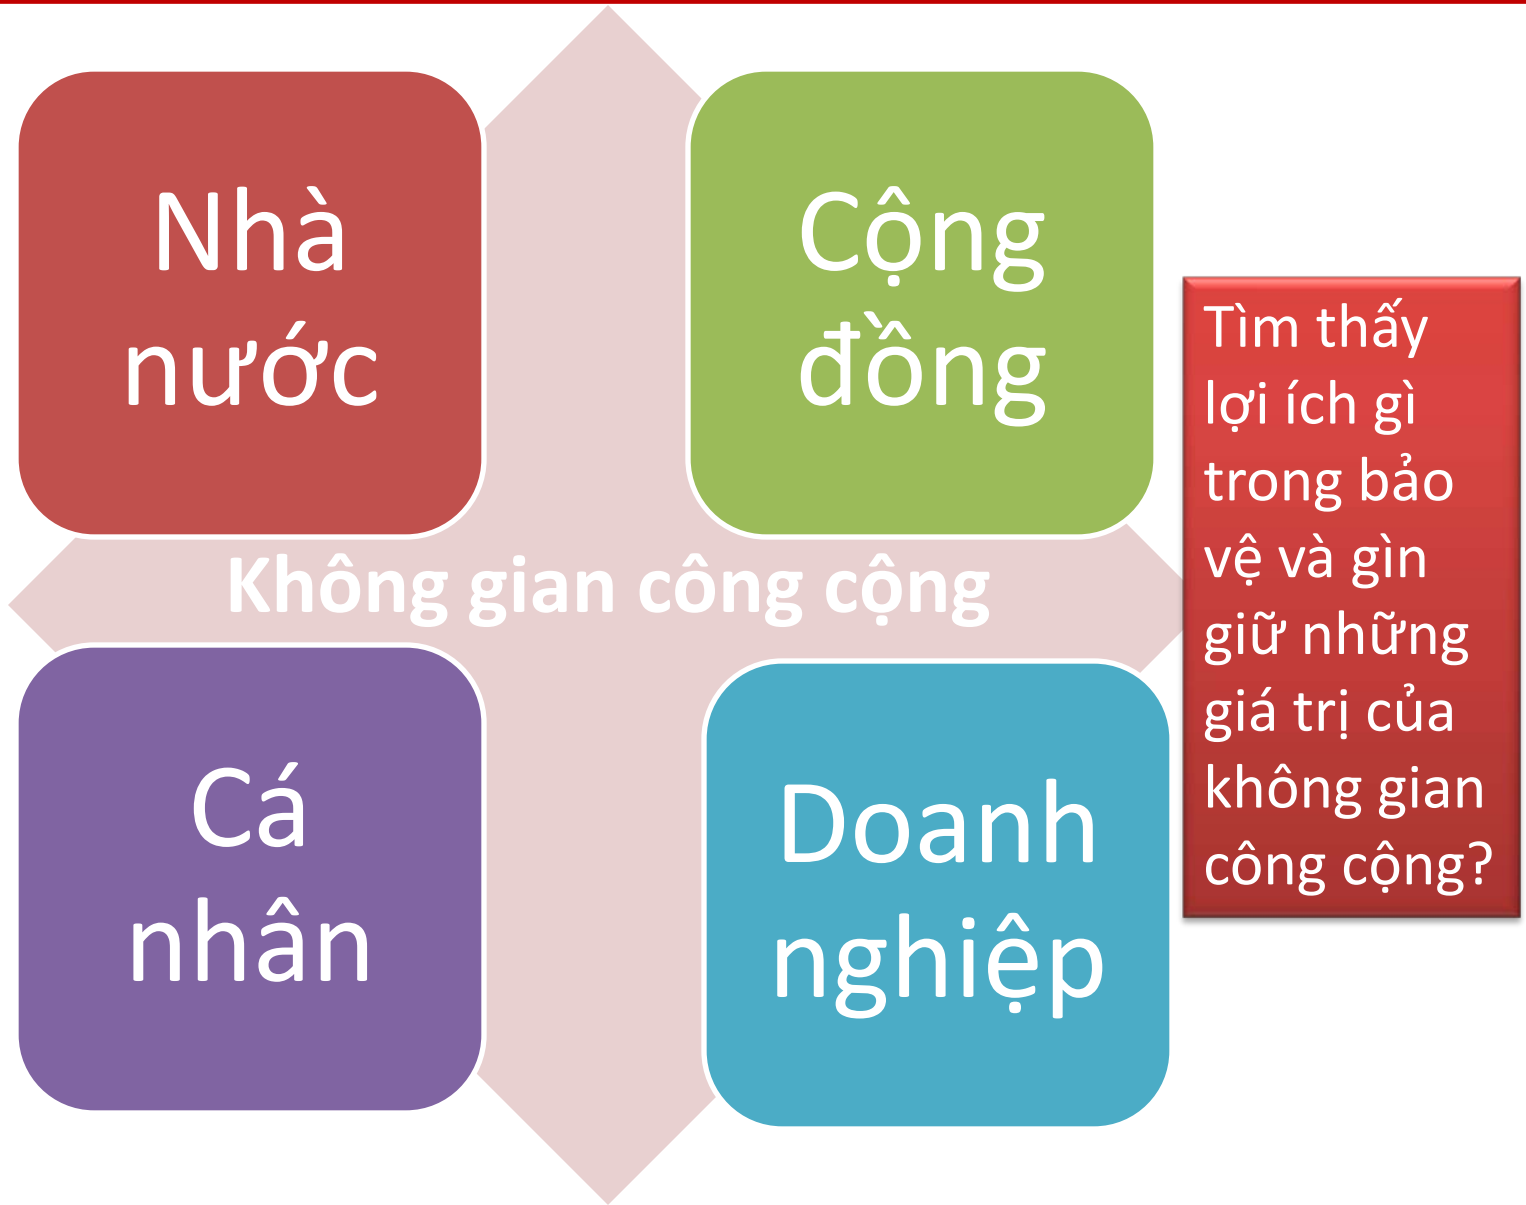 Nhà
nước
Cộng
đồng
Không gian công cộng
Cá
nhân
Doanh
nghiệp
Tìm thấy
lợi ích gì
trong bảo
vệ và gìn
giữ những
giá trị của
không gian
công cộng?